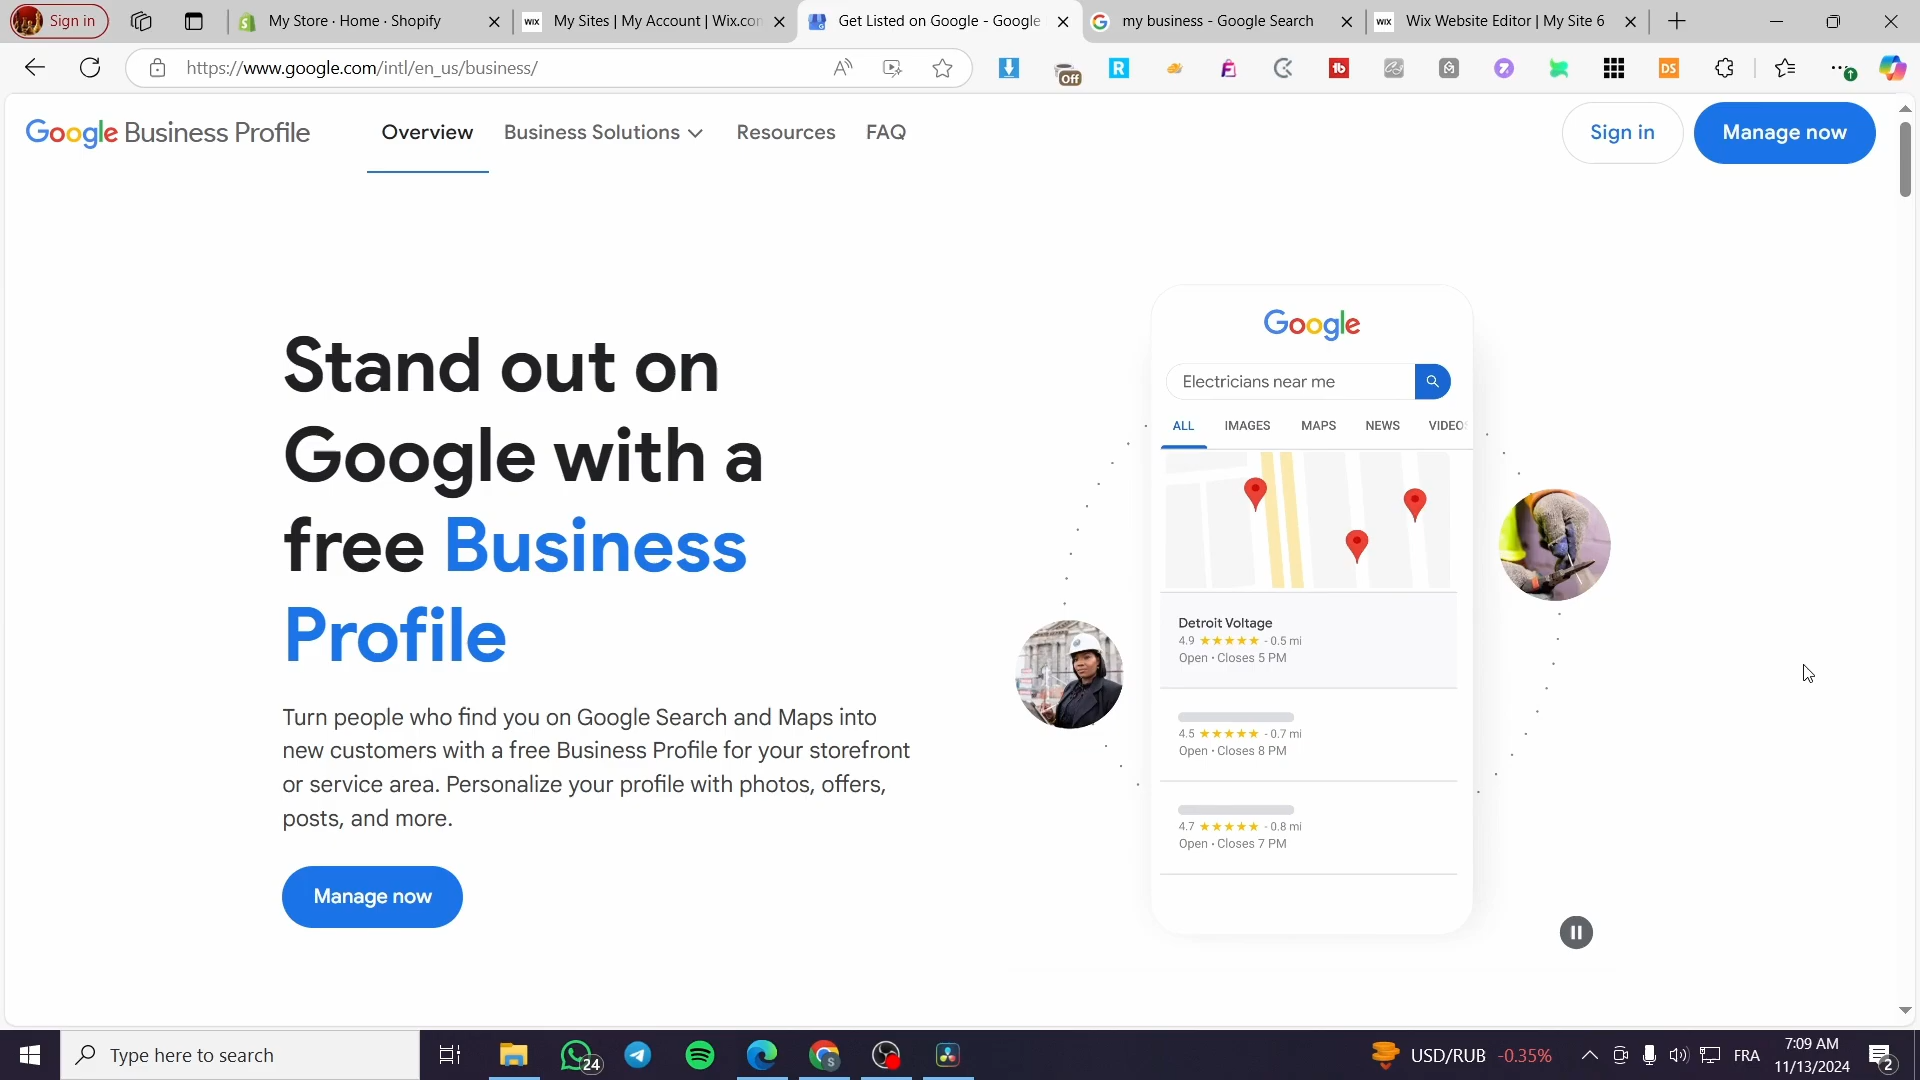 Sign in
My Store · Home · Shopify
WIX
My Sites | My Account | Wix.com
Get Listed on Google - Google
my business - Google Search
WIX
Wix Website Editor | My Site 6
https://www.google.com/intl/en_us/business/
Off
R
DS
Google Business Profile
Overview
Business Solutions
Resources
FAQ
Sign in
Manage now
Stand out on
Google with a
free Business
Profile
Turn people who find you on Google Search and Maps into
new customers with a free Business Profile for your storefront
or service area. Personalize your profile with photos, offers,
posts, and more.
Manage now
Google
Electricians near me
ALL
IMAGES
MAPS
NEWS
Detroit Voltage
4.9 ★★★★★ - 0.5 mi
Open · Closes 5 PM
4.5 ★★★★★ - 0.7 mi
Open · Closes 8 PM
4.7 ★★★★★ - 0.8 mi
Open · Closes 7 PM
Type here to search
24
USD/RUB -0.35%
FRA
7:09 AM
11/13/2024
2